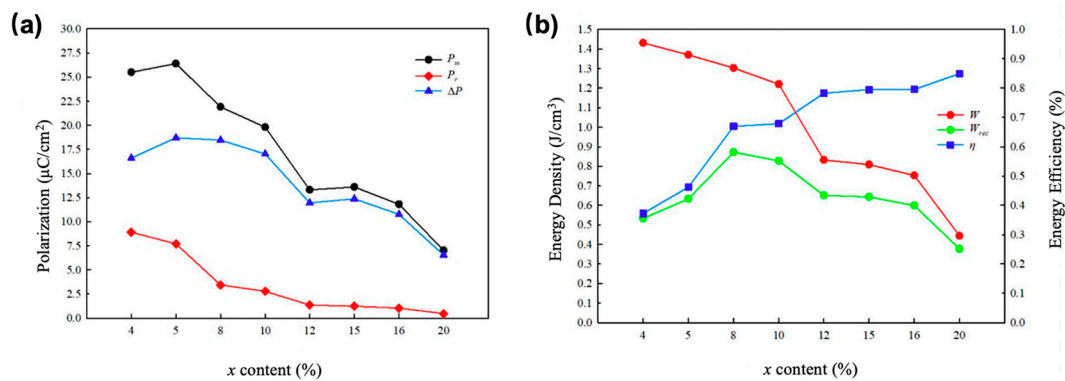 (a)
30.0
27.5
25.0
22.5
20.0
17.5
15.0
12.5
10.0
7.5
5.0
2.5
0.0
Polarization (μC/cm²)
Pm
Pr
ΔP
4 5 8 10 12 15 16 20
x content (%)
(b)
1.5
1.4
1.3
1.2
1.1
1.0
0.9
0.8
0.7
0.6
0.5
0.4
0.3
0.2
0.1
0.0
Energy Density (J/cm³)
W
Wrec
η
1.0
0.9
0.8
0.7
0.6
0.5
0.4
0.3
0.2
0.1
0.0
Energy Efficiency (%)
4 5 8 10 12 15 16 20
x content (%)